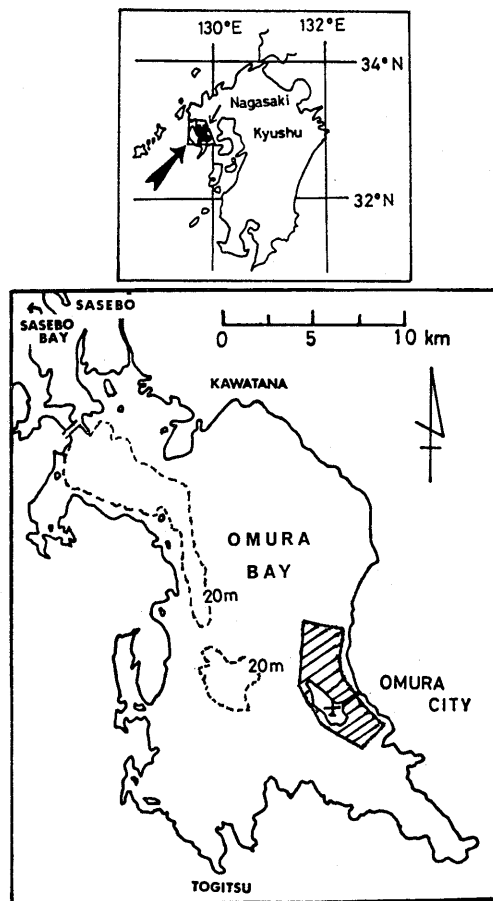 130°E 132°E
34°N
Nagasaki
Kyushu
32°N
SASEBO
SASEBO
BAY
0 5 10 km
KAWATANA
OMURA
BAY
20m
20m
OMURA
CITY
TOGITSU